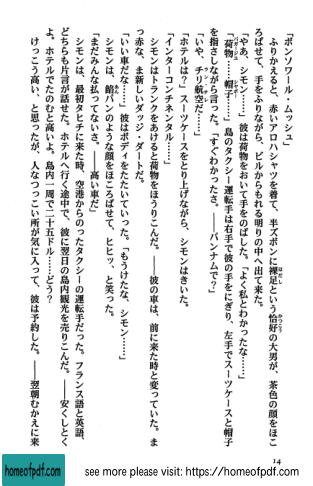 「ボンソワール・ムッシュ」
　ふりかえると、赤いアロハシャツを着て、半ズボンに裸足という恰好の大男が、茶色の顔をほこ
ろばせて、手をふりながら、ビルからもれる明りの中へ出て来た。
「やあ、シモン……」彼は荷物をおいて手をのばした。「よく私とわかったな……」
「荷物……帽子……」　島のタクシー運転手は右手で彼の手をにぎり、左手でスーツケースと帽子
をチリさしながら言った。「すぐわかったさ。――パンナムで？」
「いや、チリ航空だ……」
「ホテルは？」スーツケースをとり上げながら、シモンはきいた。
「インターコンチネンタル……」
　シモンはトランクをあけると荷物をほうりこんだ。――彼の車は、前に来た時と変っていた。ま
っ赤な、ま新しいダッジ・ダートだ。
「いい車だなあ……」彼はボディをたたいていった。「もうけたな、シモン……」
　シモンは、餡パンのような顔をほころばせて、ヒヒッ、と笑った。
「まだみんな払ってないさ。――高い車だ」
　シモンは、最初タヒチに来た時、空港からのったタクシーの運転手だった。フランス語と英語、
どちらも片言が話せた。ホテルへ行く途中で、彼に翌日の島内観光を売りこんだ。――安くしとく
よ。ホテルでたのむと高いよ。島内一周で二十五ドル……どう？
　けっこう高い、と思ったが、人なつっこい所が気に入って、彼は予約した。――翌朝むかえに来
14
homeofpdf.com
see more please visit: https://homeofpdf.com